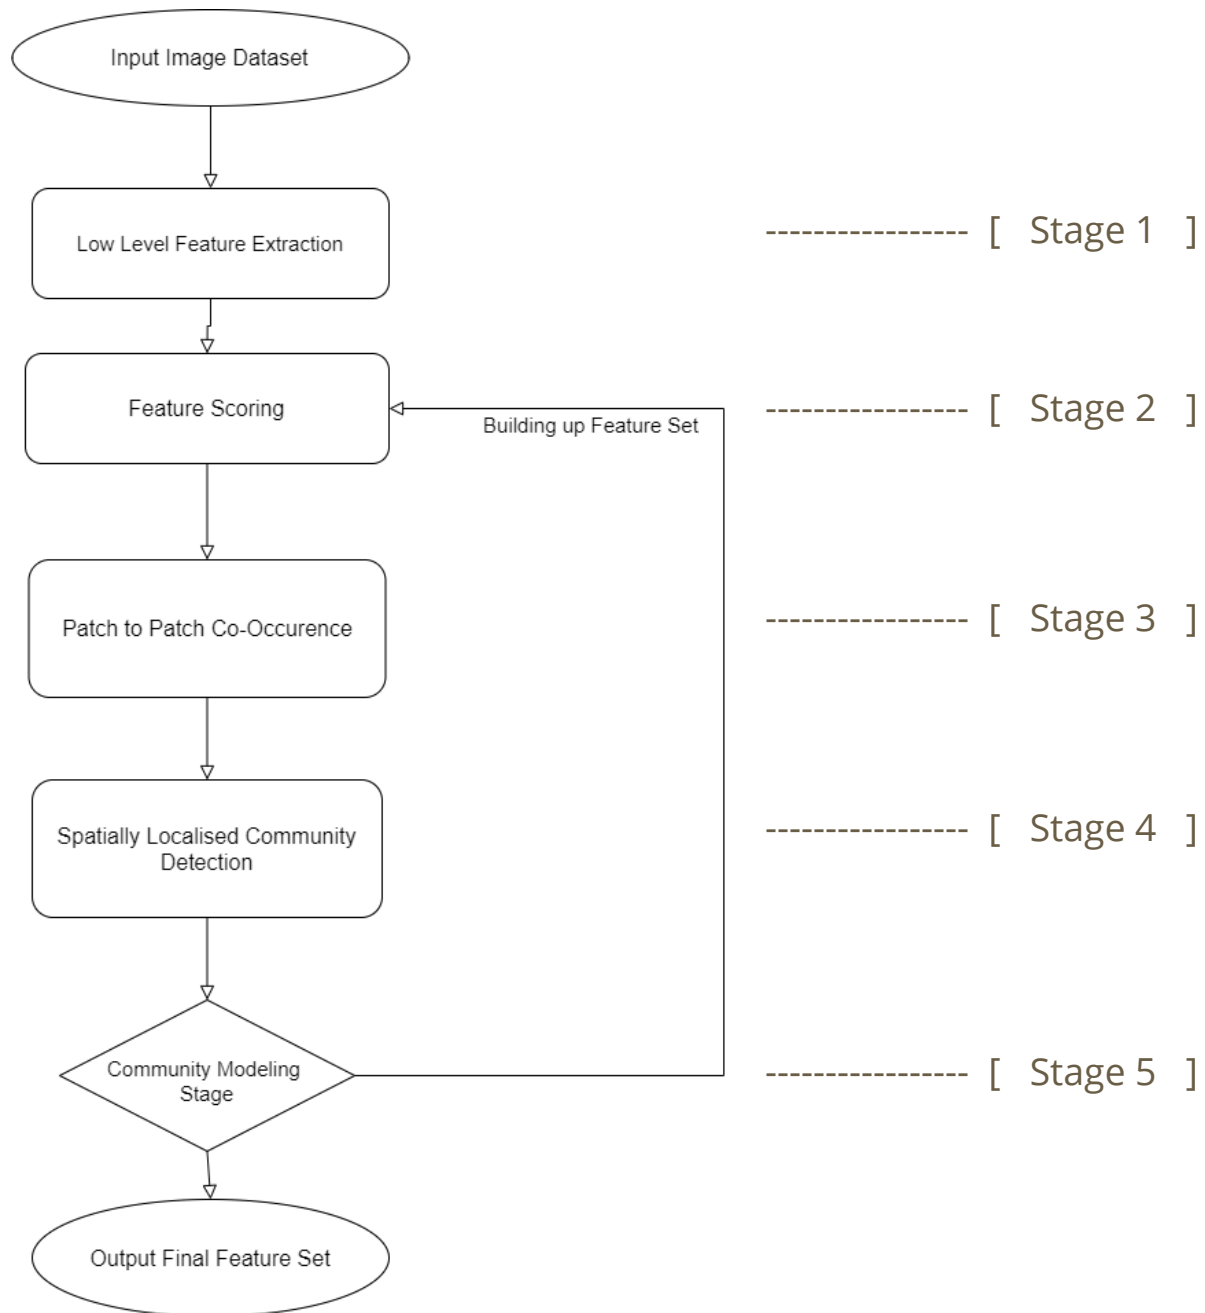 Input Image Dataset
Low Level Feature Extraction
---------------- [ Stage 1 ]
Feature Scoring
Building up Feature Set
---------------- [ Stage 2 ]
Patch to Patch Co-Occurence
---------------- [ Stage 3 ]
Spatially Localised Community
Detection
---------------- [ Stage 4 ]
Community Modeling
Stage
---------------- [ Stage 5 ]
Output Final Feature Set